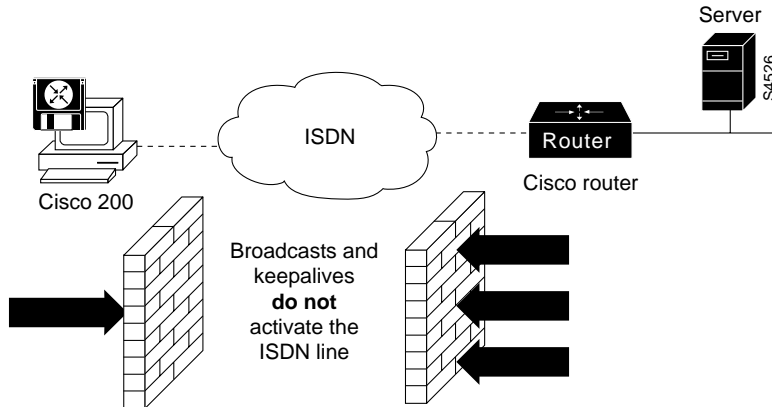 Server
S4526
ISDN
Router
Cisco router
Cisco 200
Broadcasts and
keepalives
do not
activate the
ISDN line